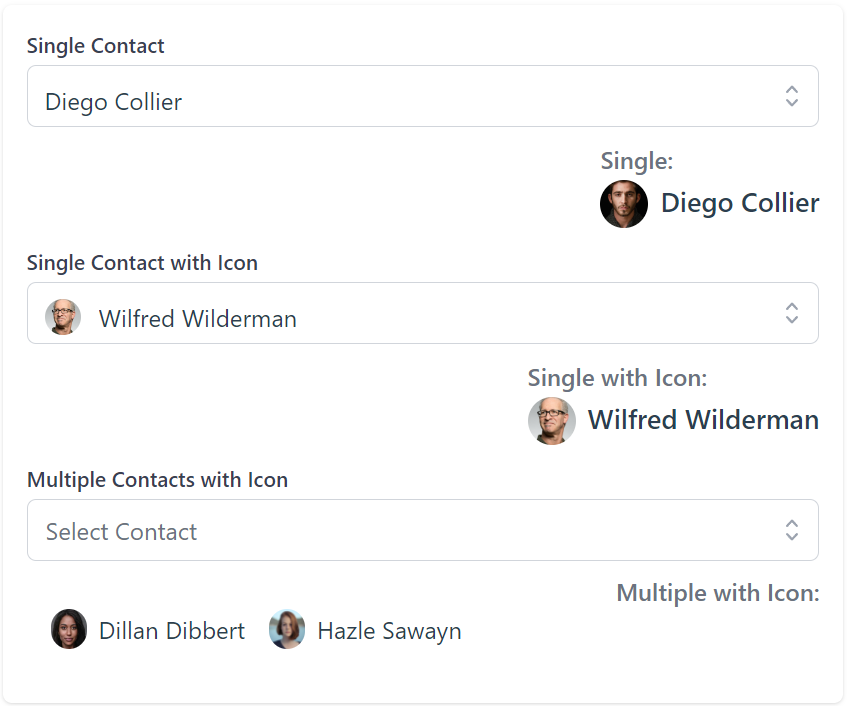 Single Contact
Diego Collier
Single:
Diego Collier
Single Contact with Icon
Wilfred Wilderman
Single with Icon:
Wilfred Wilderman
Multiple Contacts with Icon
Select Contact
Multiple with Icon:
Dillan Dibbert Hazle Sawayn